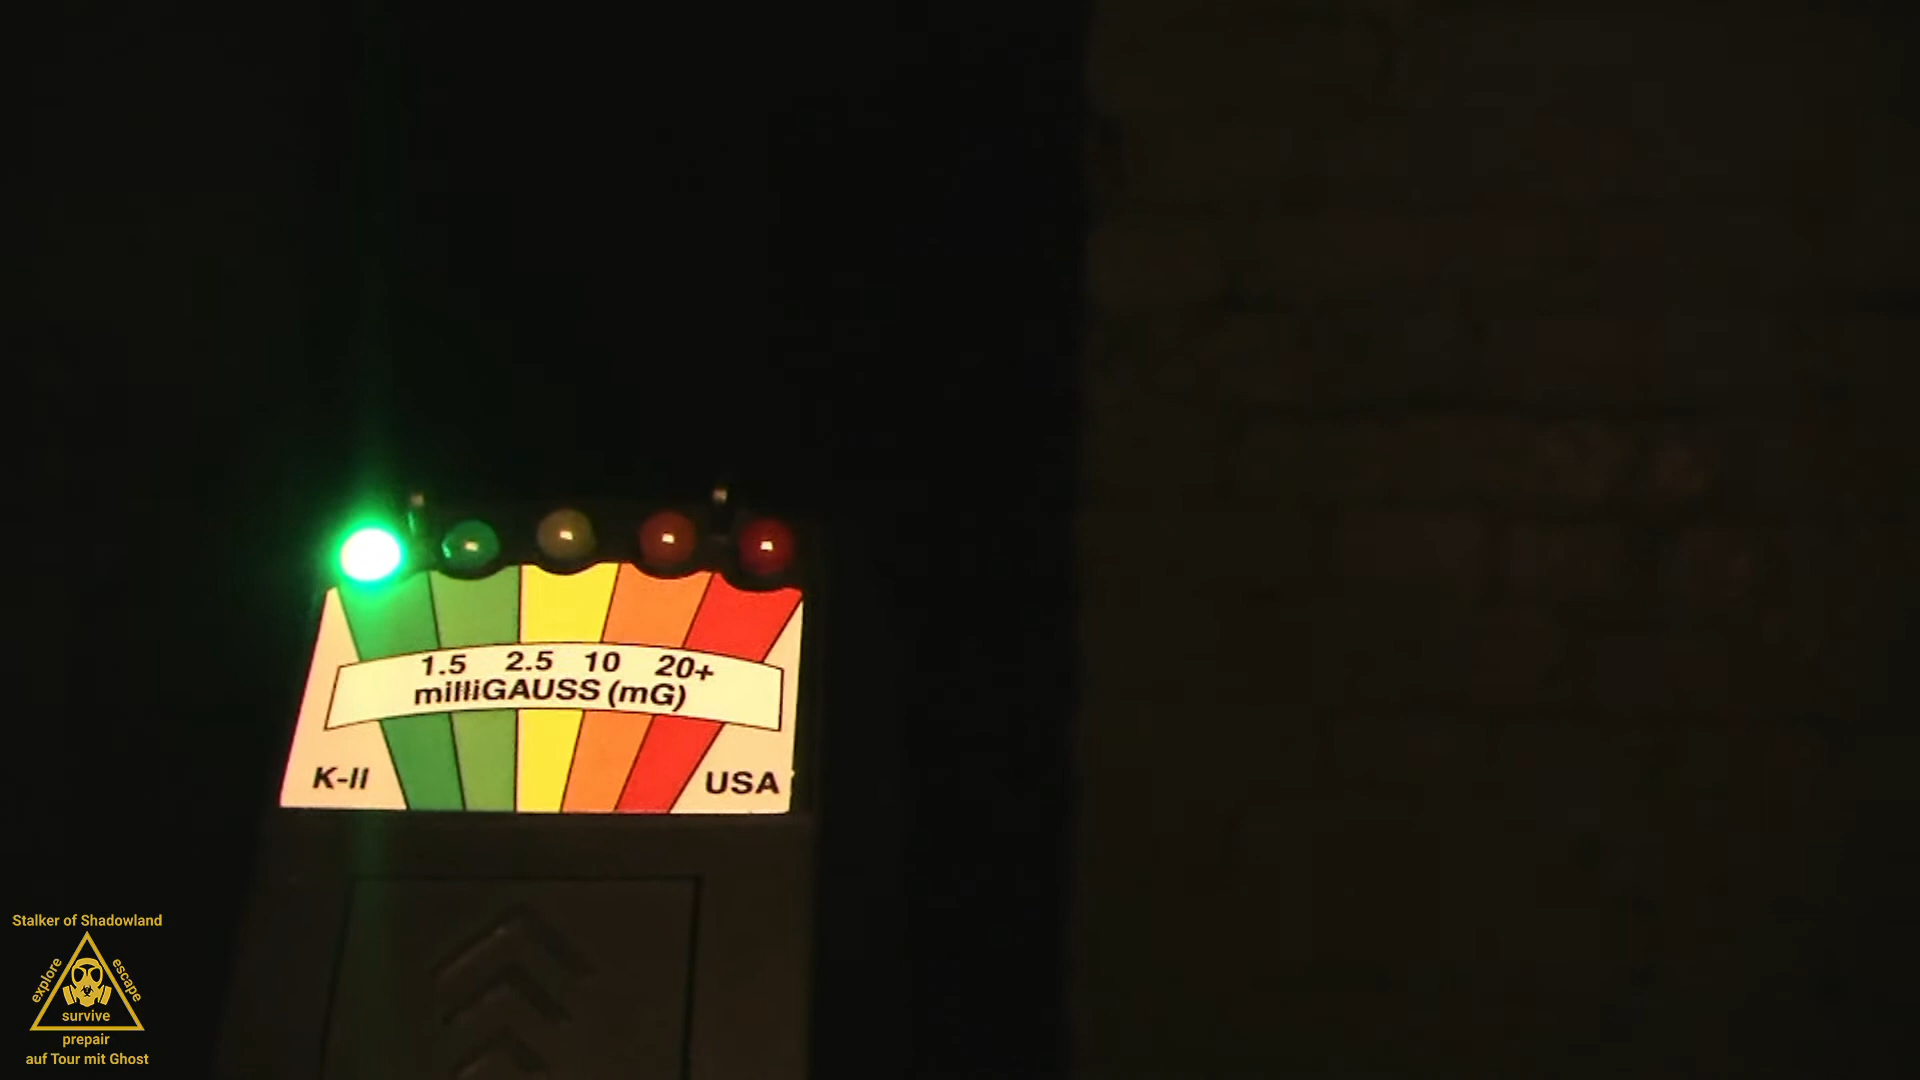 1.5 2.5 10 20+
milliGAUSS (mG)
K-II USA
Stalker of Shadowland
explore escape
survive
prepair
auf Tour mit Ghost